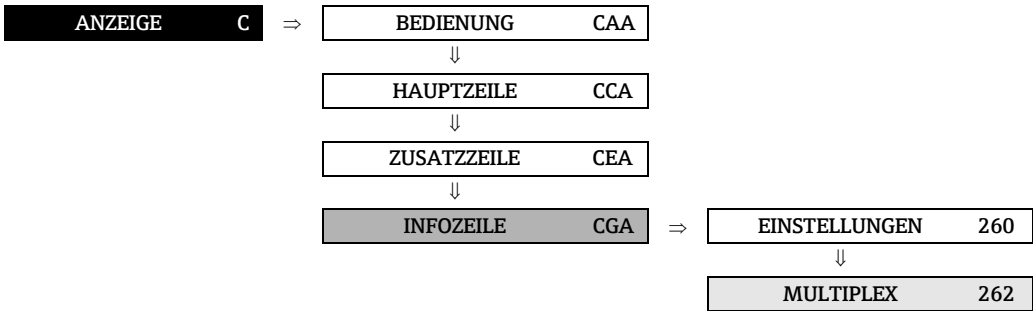 ANZEIGE C ⇒ BEDIENUNG CAA
⇓
HAUPTZEILE CCA
⇓
ZUSATZZEILE CEA
⇓
INFOZEILE CGA ⇒ EINSTELLUNGEN 260
⇓
MULTIPLEX 262